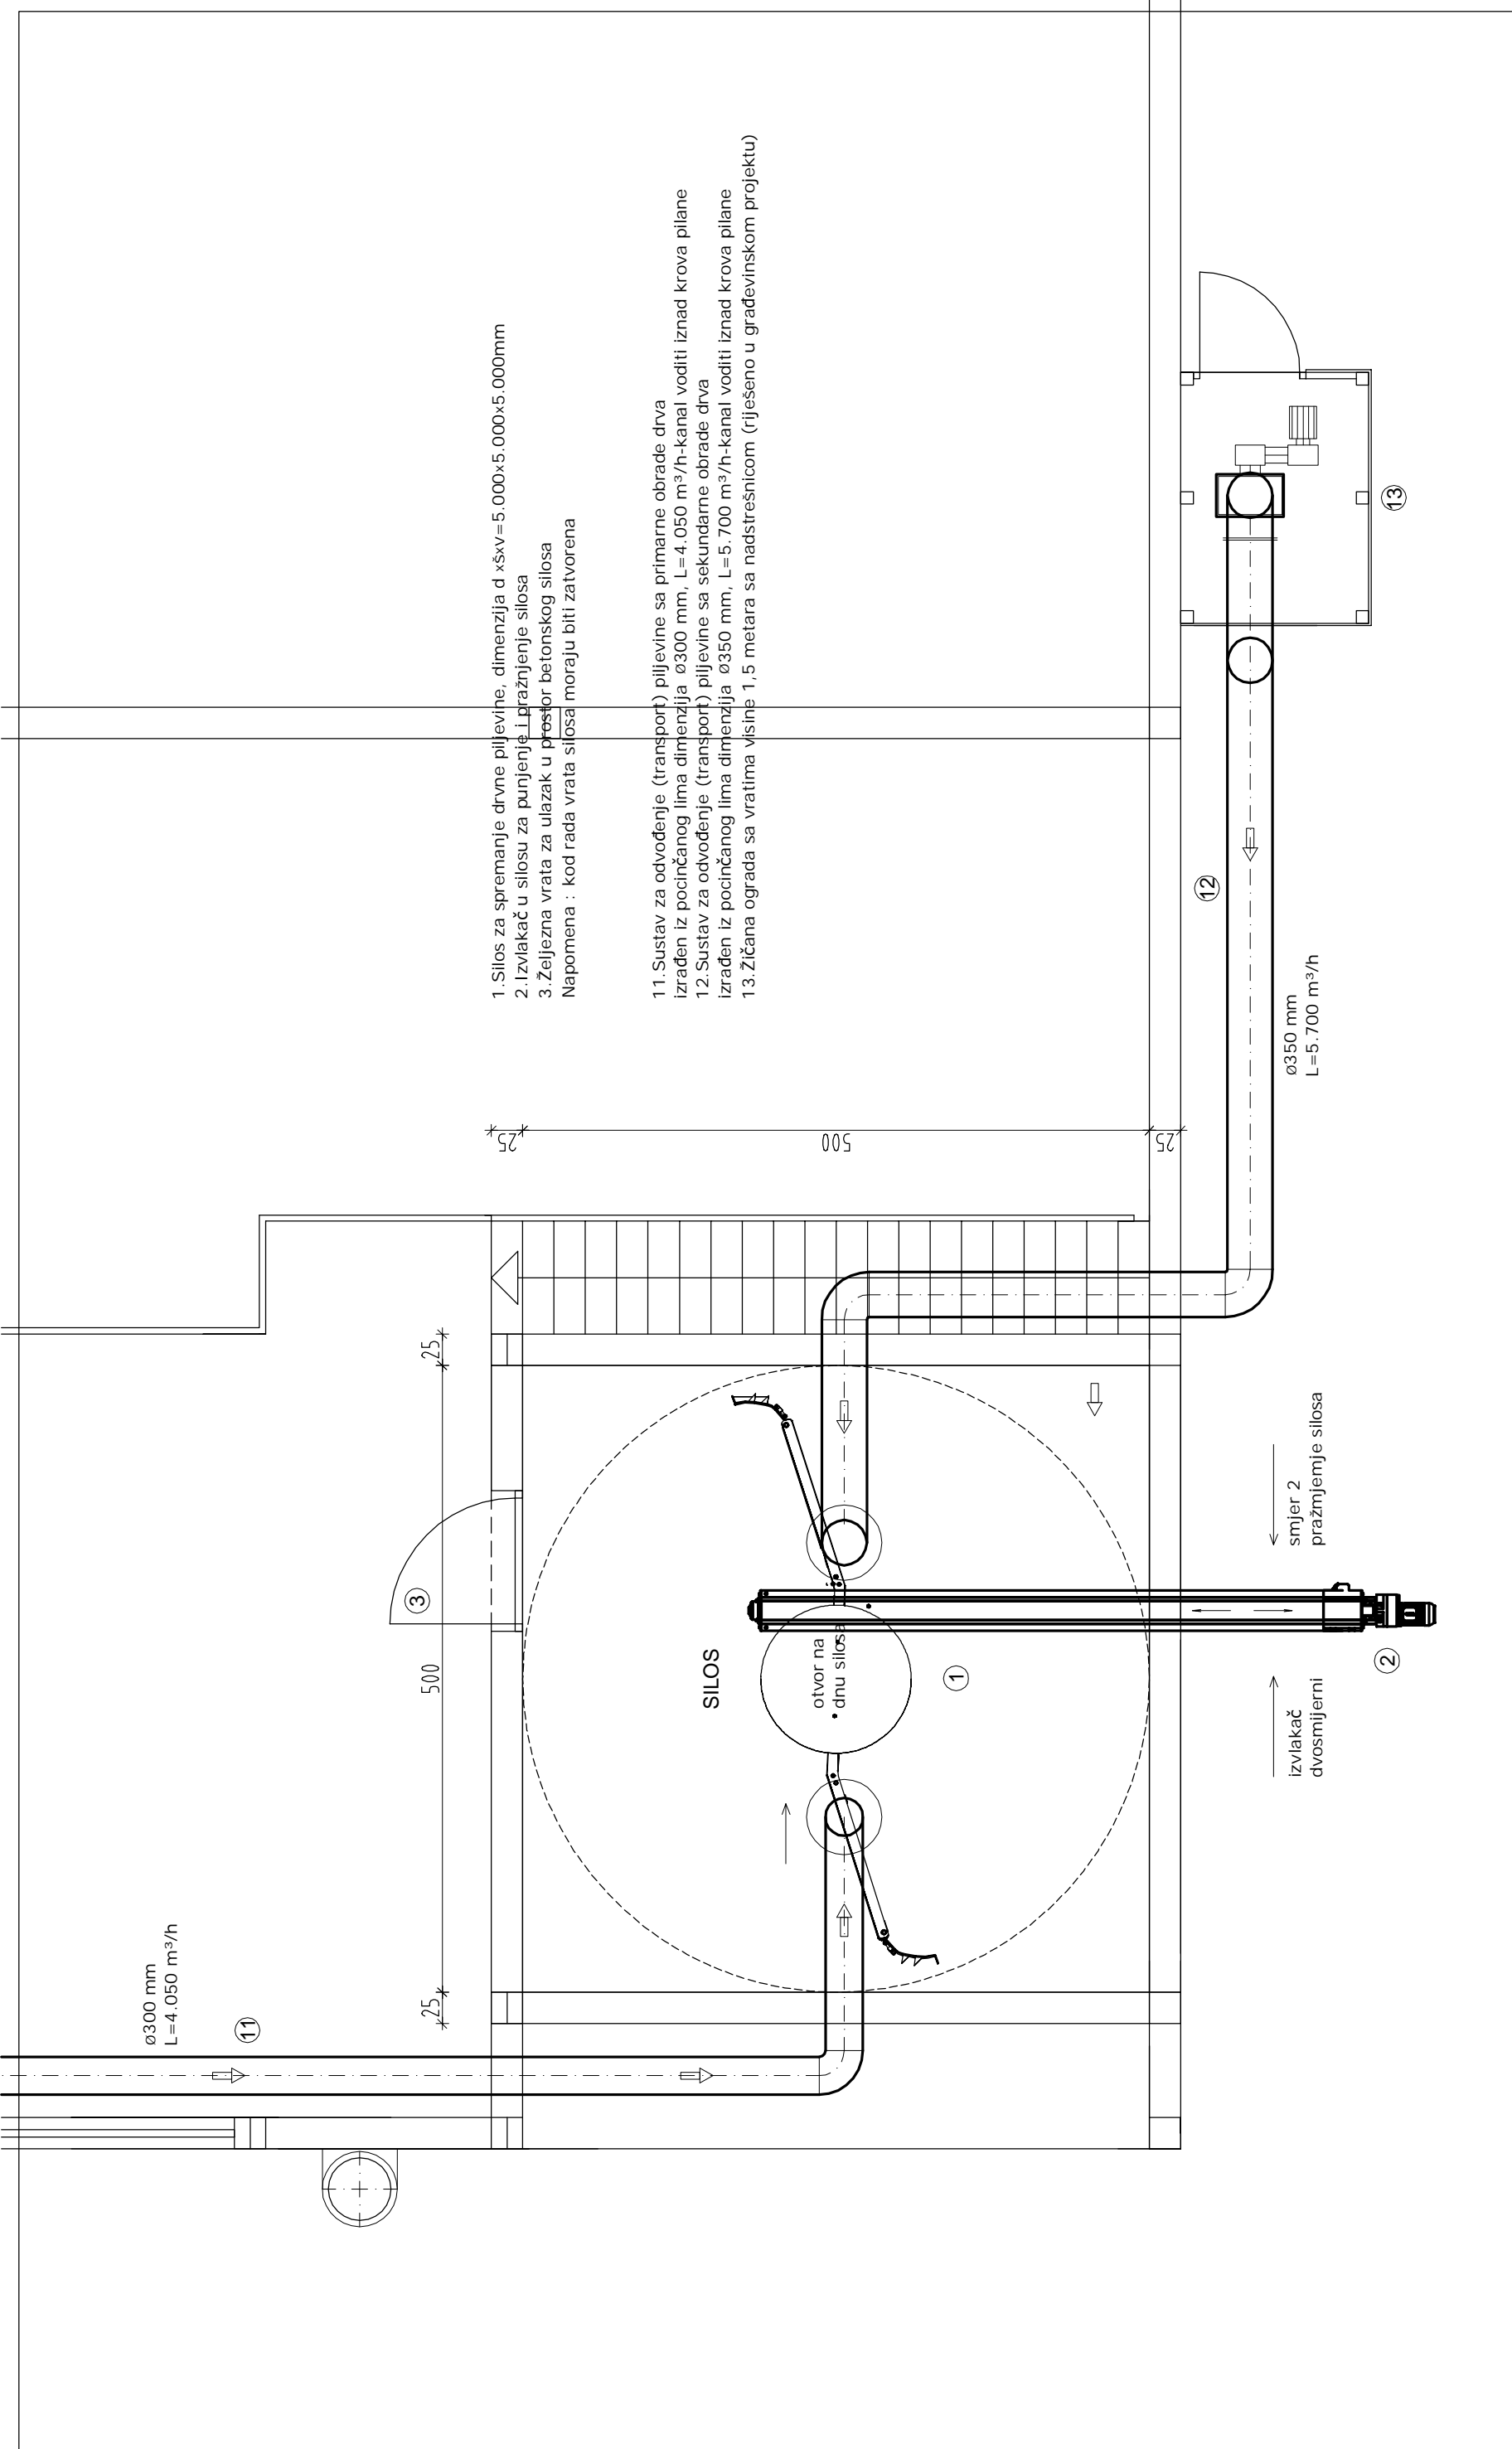 1.Silos za spremanje drvne piljevine, dimenzija d xšxv=5.000x5.000x5.000mm
2.Izvlakač u silosu za punjenje i pražnjenje silosa
3.Željezna vrata za ulazak u prostor betonskog silosa
Napomena : kod rada vrata silosa moraju biti zatvorena
11.Sustav za odvođenje (transport) piljevine sa primarne obrade drva
izrađen iz pocinčanog lima dimenzija ø300 mm, L=4.050 m³/h-kanal voditi iznad krova pilane
12.Sustav za odvođenje (transport) piljevine sa sekundarne obrade drva
izrađen iz pocinčanog lima dimenzija ø350 mm, L=5.700 m³/h-kanal voditi iznad krova pilane
13.Žičana ograda sa vratima visine 1,5 metara sa nadstrešnicom (riješeno u građevinskom projektu)
ø300 mm
L=4.050 m³/h
11
25
500
25
3
25
500
25
SILOS
otvor na
dnu silosa
1
12
13
ø350 mm
L=5.700 m³/h
izvlakač
dvosmijerni
2
smjer 2
pražmjemje silosa